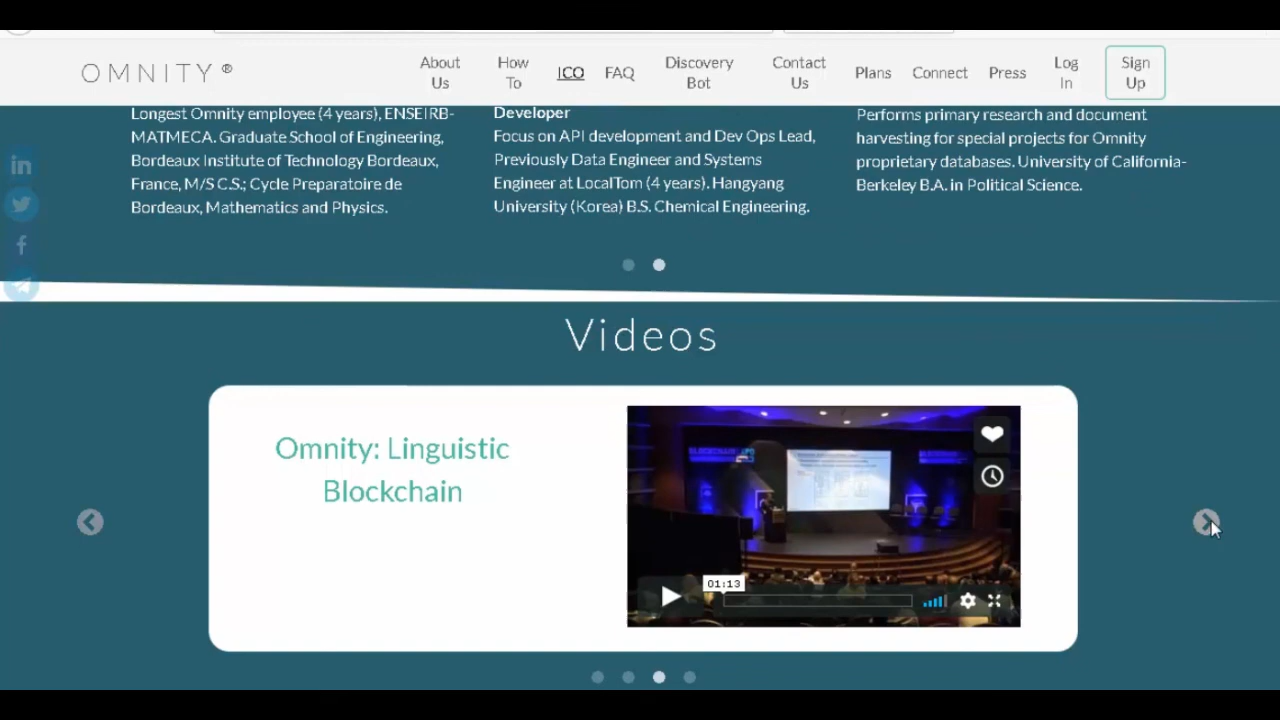 OMNITY ®
About Us
How To
ICO
FAQ
Discovery Bot
Contact Us
Plans
Connect
Press
Log In
Sign Up
Longest Omnity employee (4 years), ENSEIRB-
MATMECA. Graduate School of Engineering,
Bordeaux Institute of Technology Bordeaux,
France, M/S C.S.; Cycle Preparatoire de
Bordeaux, Mathematics and Physics.
Developer
Focus on API development and Dev Ops Lead,
Previously Data Engineer and Systems
Engineer at LocalTom (4 years). Hangyang
University (Korea) B.S. Chemical Engineering.
Performs primary research and document
harvesting for special projects for Omnity
proprietary databases. University of California-
Berkeley B.A. in Political Science.
Videos
Omnity: Linguistic
Blockchain
01:13